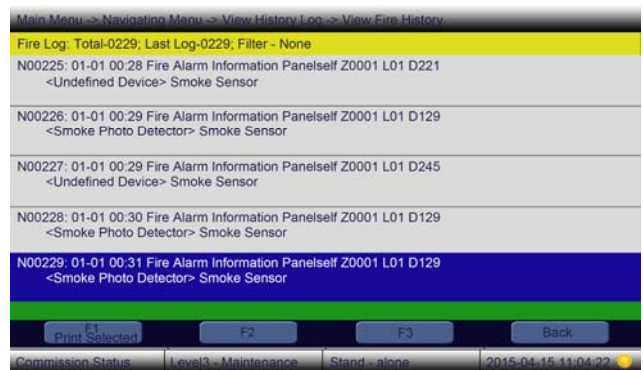 Main Menu -> Navigating Menu -> View History Log -> View Fire History
Fire Log: Total-0229; Last Log-0229; Filter - None
N00225: 01-01 00:28 Fire Alarm Information Panelself Z0001 L01 D221
<Undefined Device> Smoke Sensor
N00226: 01-01 00:29 Fire Alarm Information Panelself Z0001 L01 D129
<Smoke Photo Detector> Smoke Sensor
N00227: 01-01 00:29 Fire Alarm Information Panelself Z0001 L01 D245
<Undefined Device> Smoke Sensor
N00228: 01-01 00:30 Fire Alarm Information Panelself Z0001 L01 D129
<Smoke Photo Detector> Smoke Sensor
N00229: 01-01 00:31 Fire Alarm Information Panelself Z0001 L01 D129
<Smoke Photo Detector> Smoke Sensor
F1
Print Selected
F2
F3
Back
Commission Status
Level3 - Maintenance
Stand - alone
2015-04-15 11:04:22